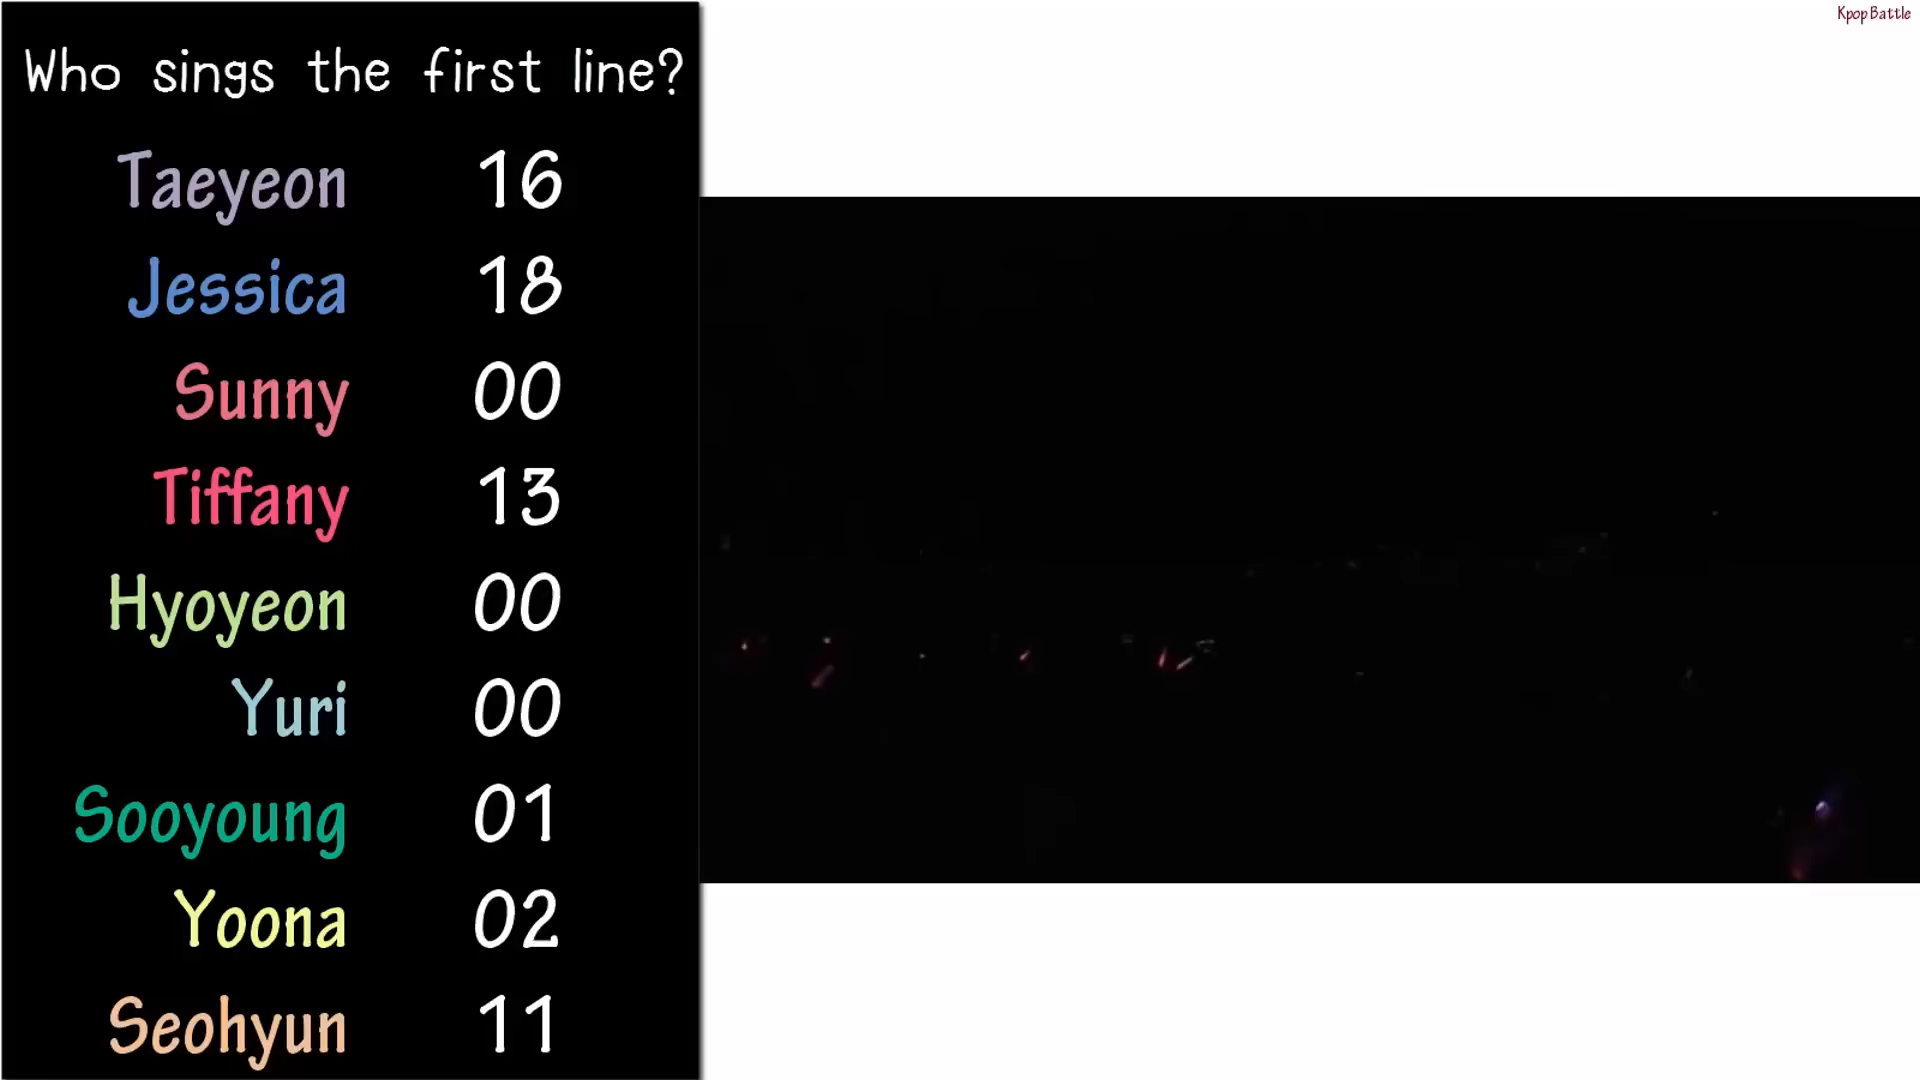 Kpop Battle
Who sings the first line?
Taeyeon 16
Jessica 18
Sunny 00
Tiffany 13
Hyoyeon 00
Yuri 00
Sooyoung 01
Yoona 02
Seohyun 11